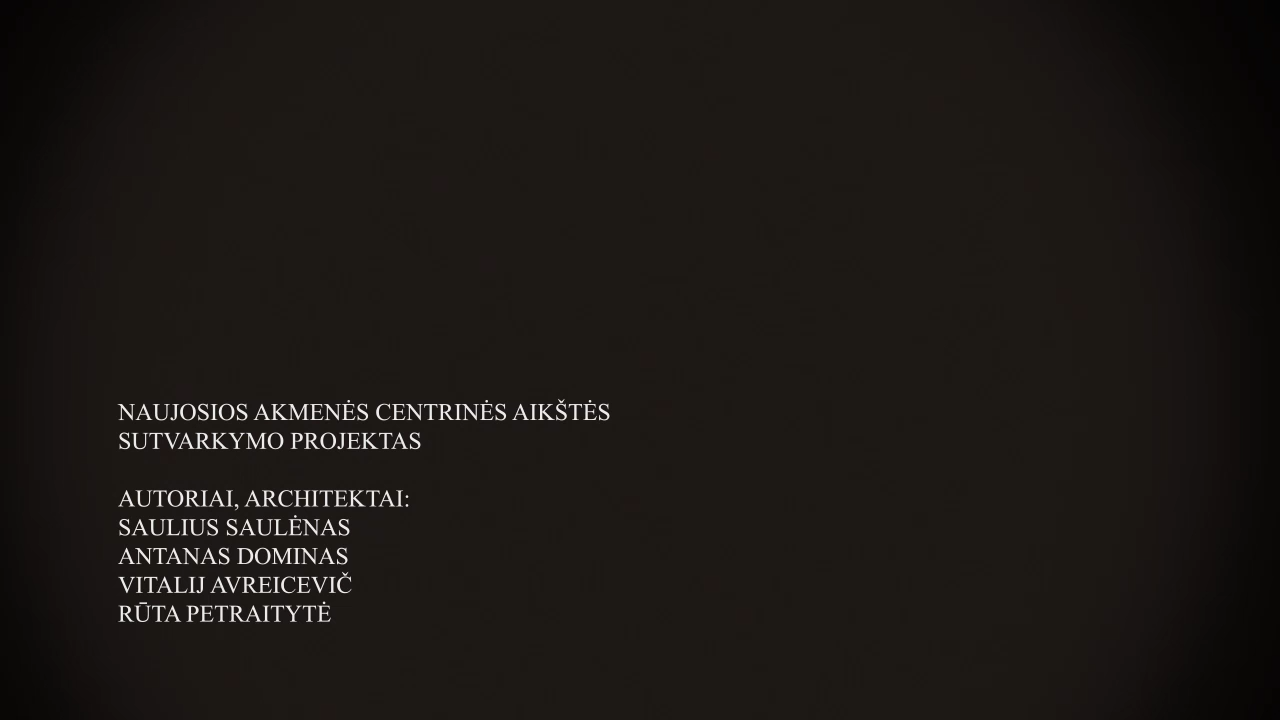 NAUJOSIOS AKMENĖS CENTRINĖS AIKŠTĖS
SUTVARKYMO PROJEKTAS
AUTORIAI, ARCHITEKTAI:
SAULIUS SAULĖNAS
ANTANAS DOMINAS
VITALIJ AVREICEVIČ
RŪTA PETRAITYTĖ